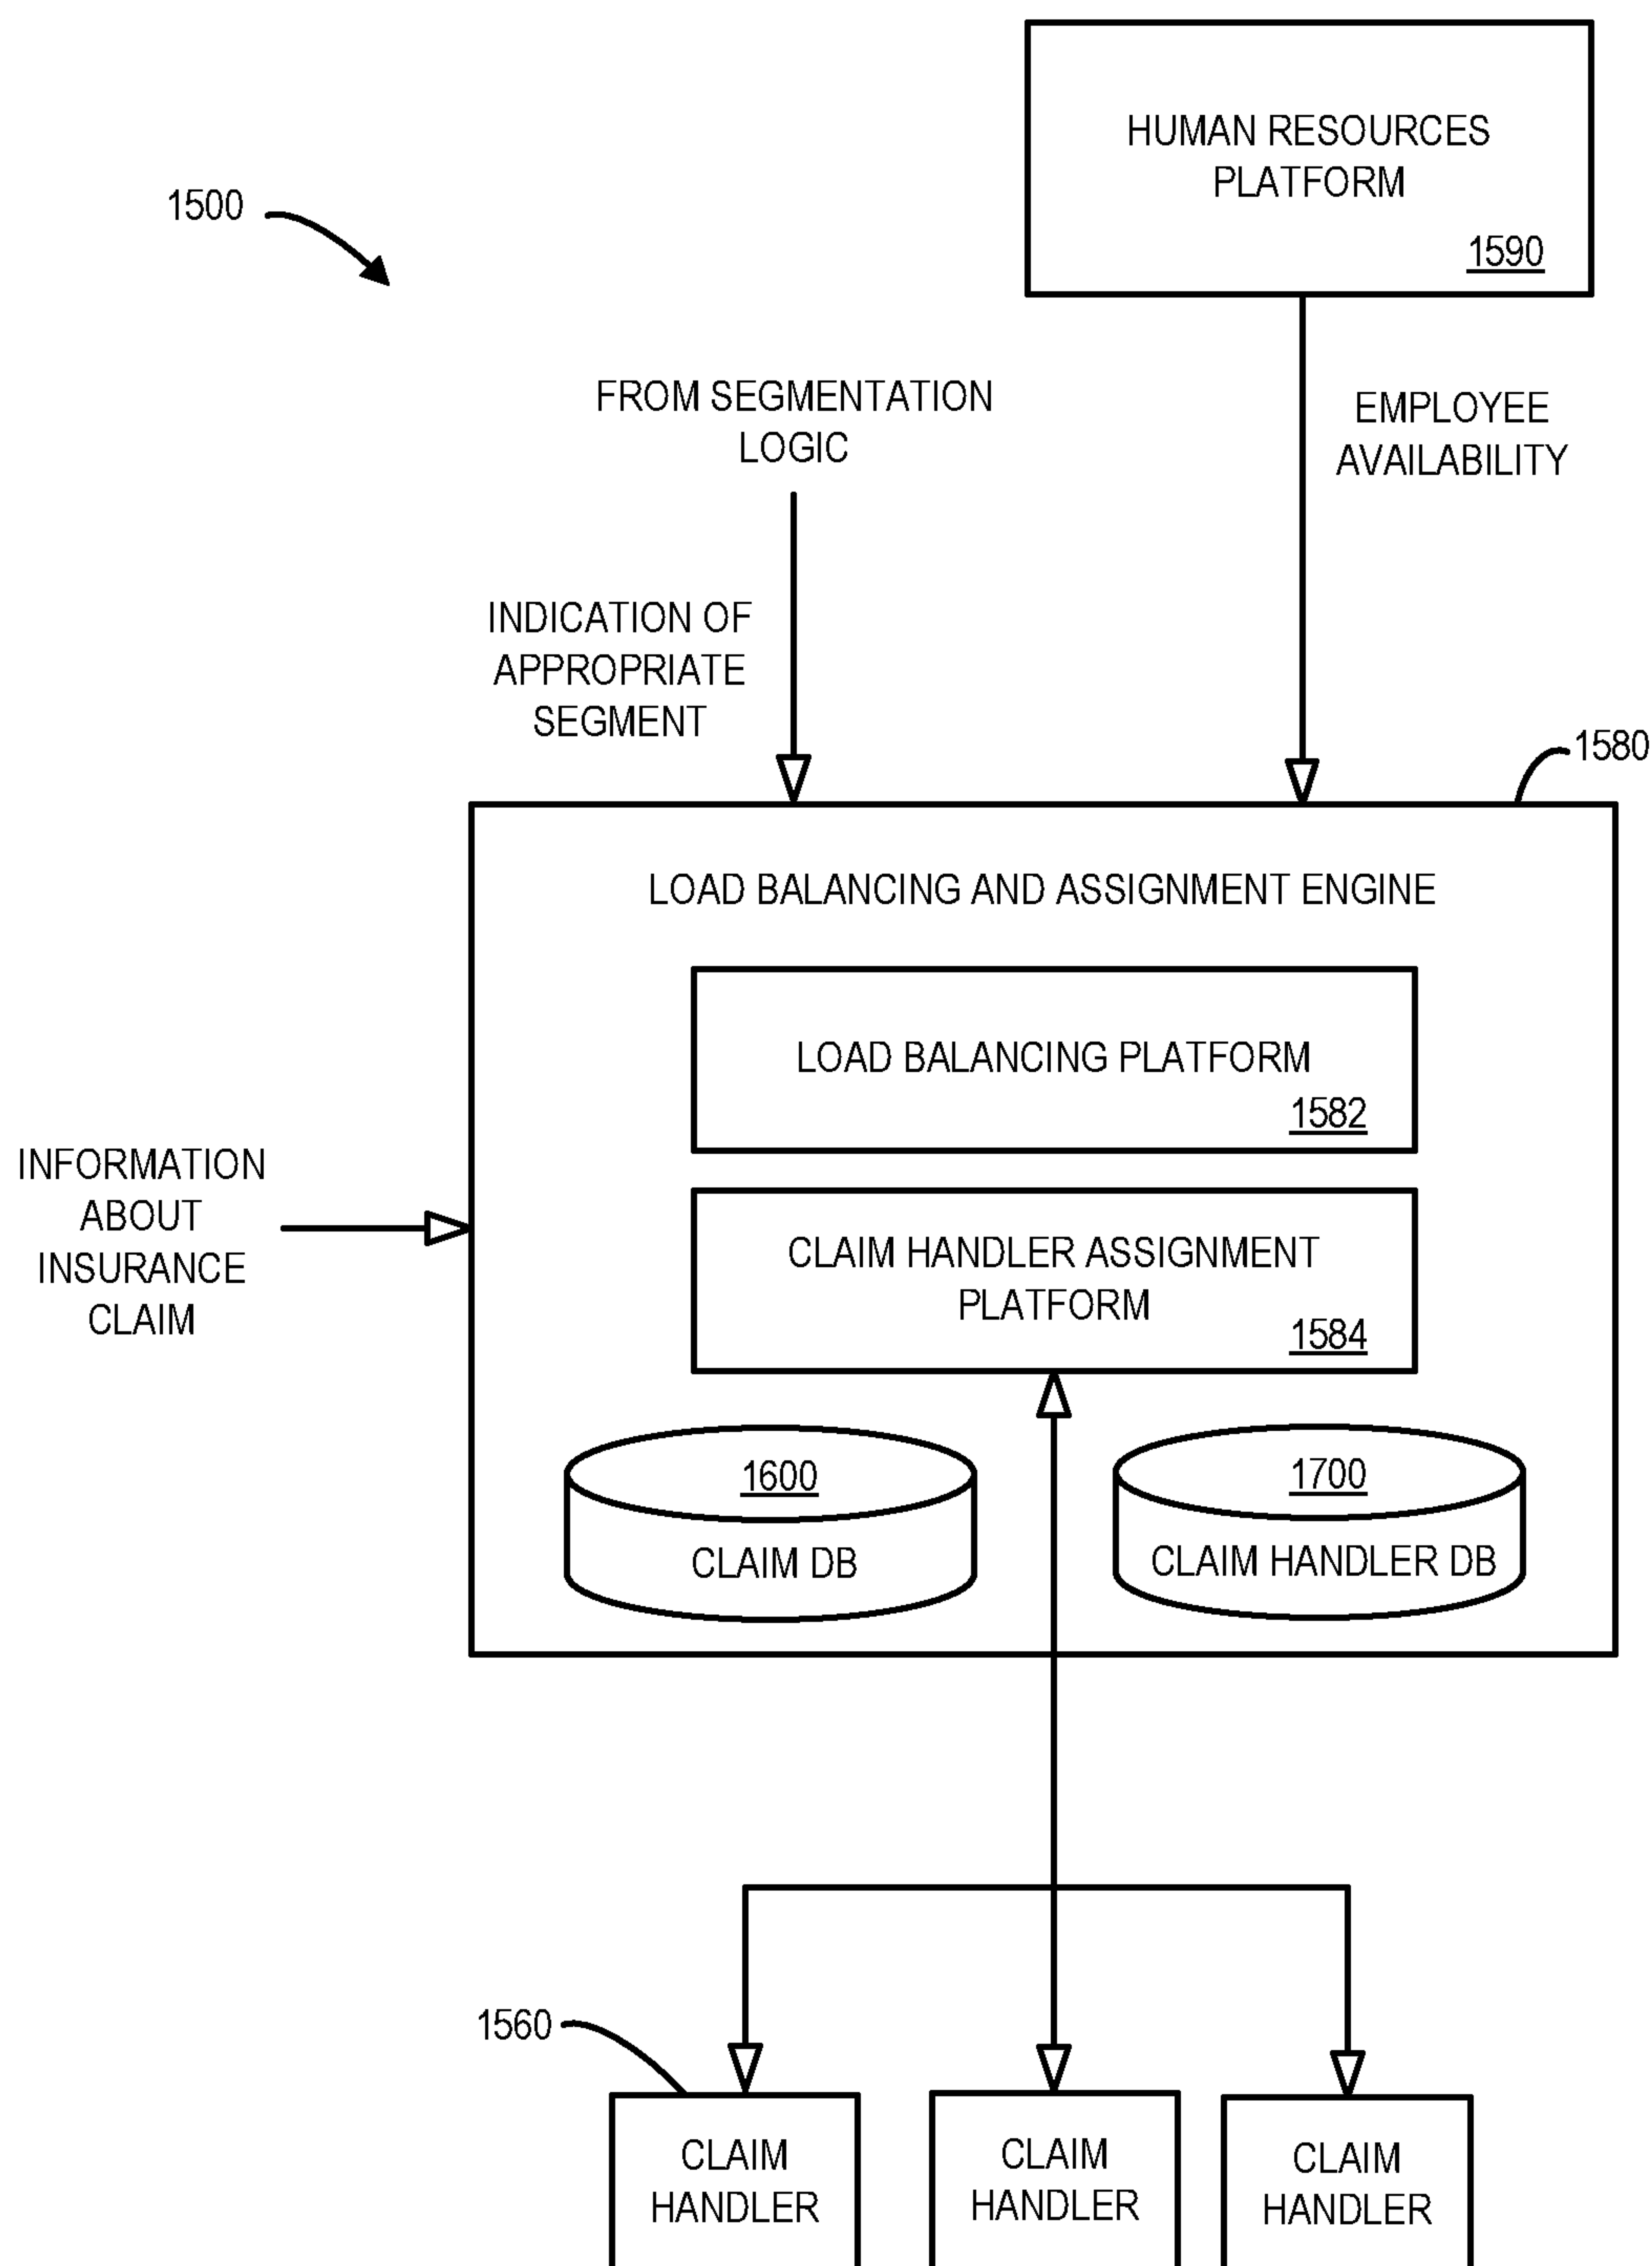 HUMAN RESOURCES
PLATFORM
1590
1500
FROM SEGMENTATION
LOGIC
EMPLOYEE
AVAILABILITY
INDICATION OF
APPROPRIATE
SEGMENT
1580
LOAD BALANCING AND ASSIGNMENT ENGINE
LOAD BALANCING PLATFORM
1582
INFORMATION
ABOUT
INSURANCE
CLAIM
CLAIM HANDLER ASSIGNMENT
PLATFORM
1584
1600
CLAIM DB
1700
CLAIM HANDLER DB
1560
CLAIM
HANDLER
CLAIM
HANDLER
CLAIM
HANDLER